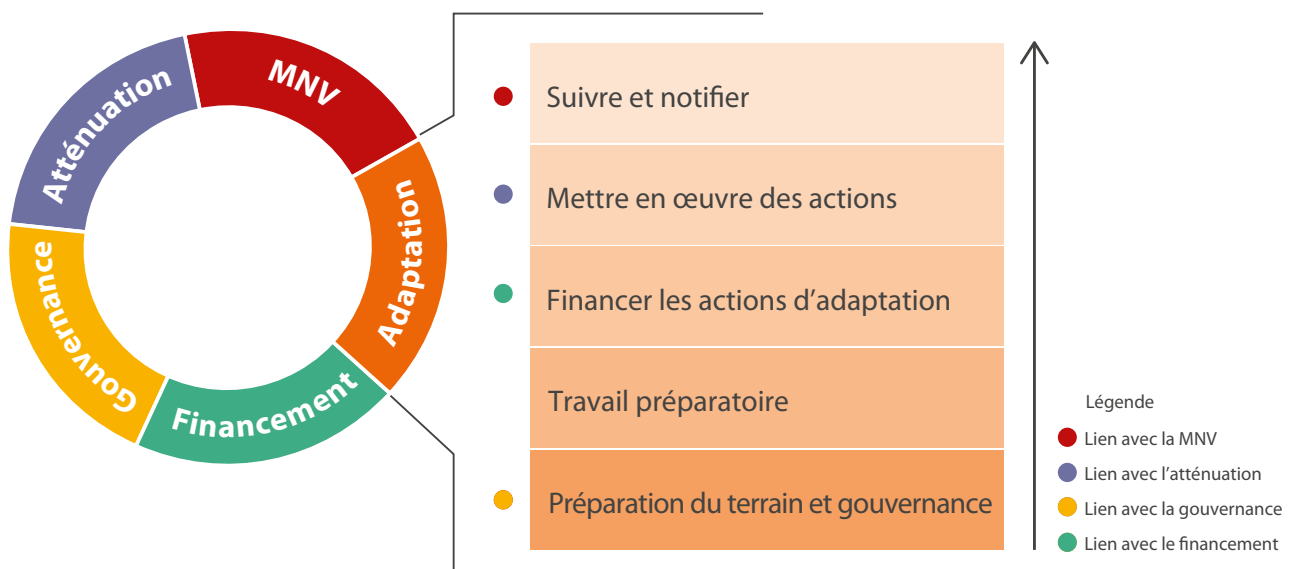 MNV
Atténuation
Adaptation
Gouvernance
Financement
Suivre et notifier
Mettre en œuvre des actions
Financer les actions d’adaptation
Travail préparatoire
Préparation du terrain et gouvernance
Légende
Lien avec la MNV
Lien avec l’atténuation
Lien avec la gouvernance
Lien avec le financement